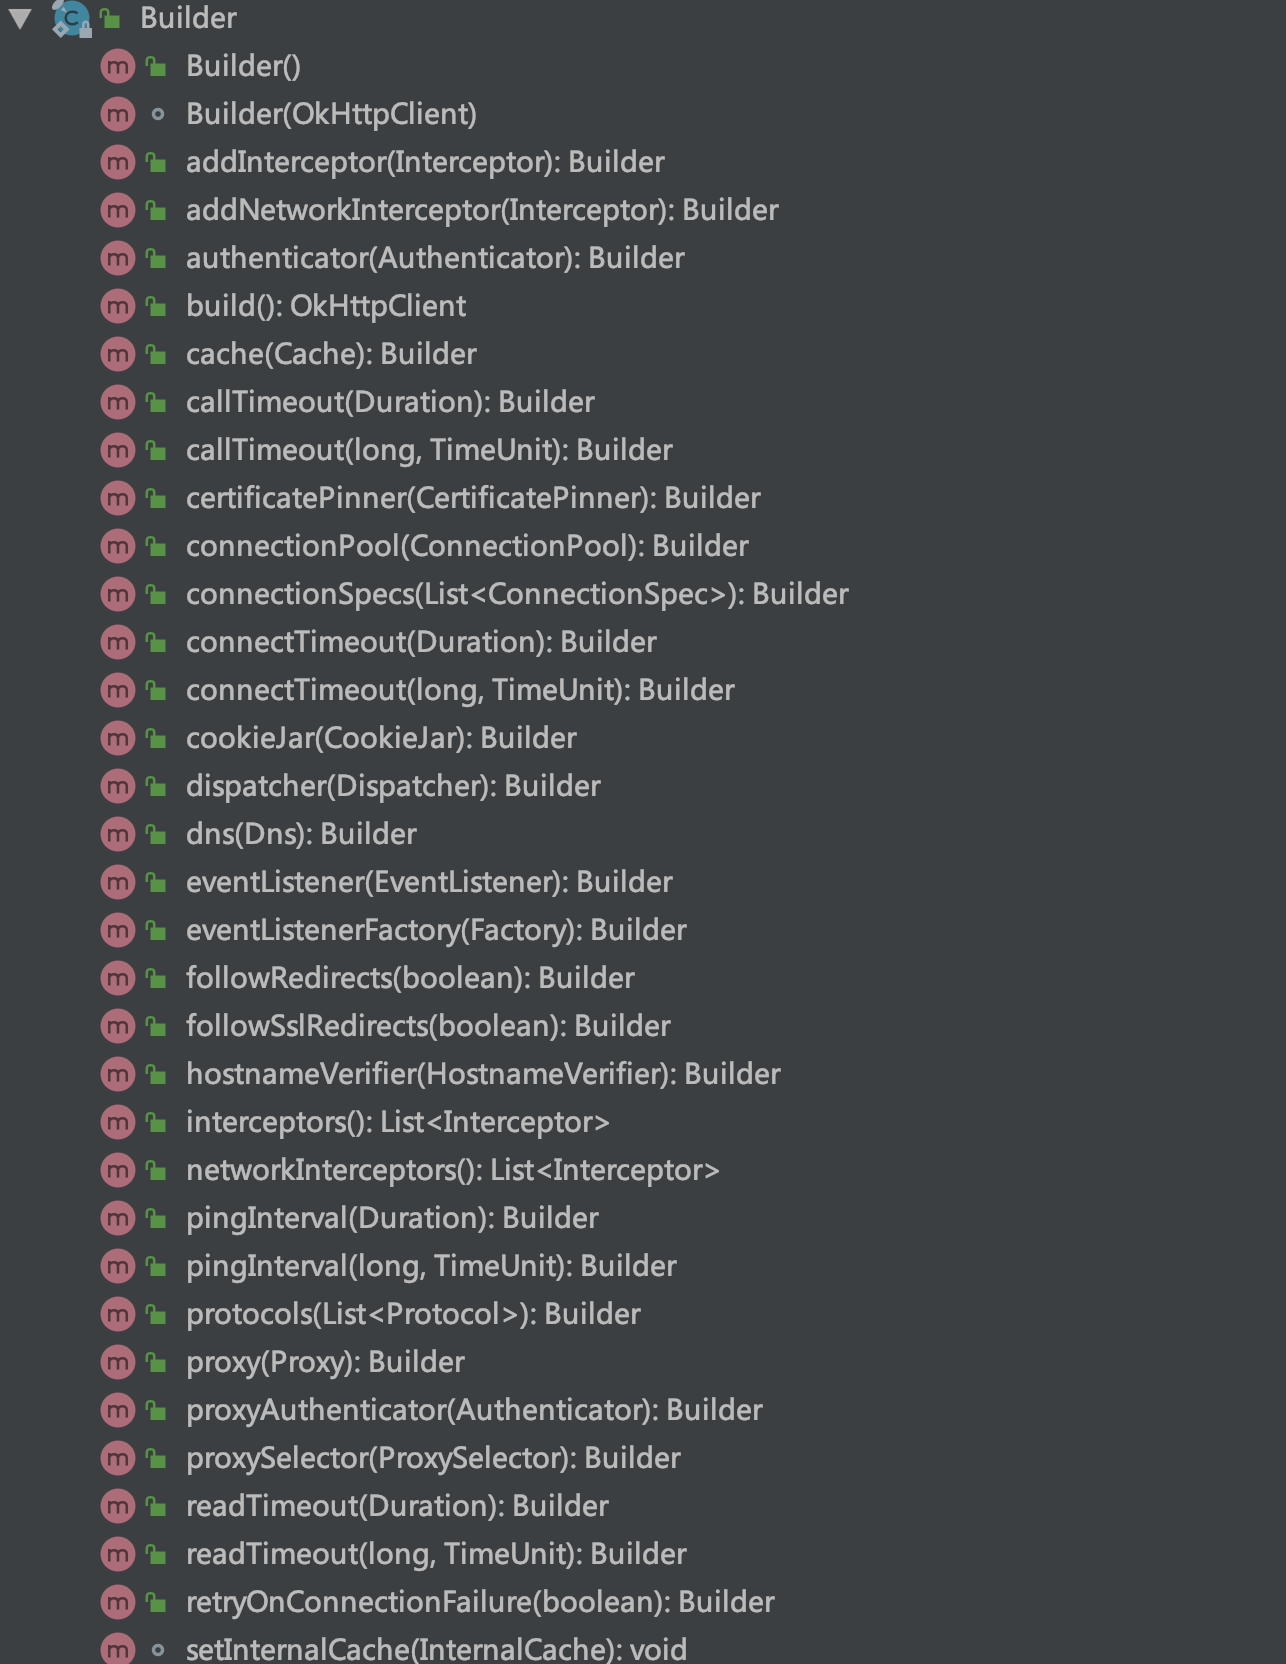 Builder
Builder()
Builder(OkHttpClient)
addInterceptor(Interceptor): Builder
addNetworkInterceptor(Interceptor): Builder
authenticator(Authenticator): Builder
build(): OkHttpClient
cache(Cache): Builder
callTimeout(Duration): Builder
callTimeout(long, TimeUnit): Builder
certificatePinner(CertificatePinner): Builder
connectionPool(ConnectionPool): Builder
connectionSpecs(List<ConnectionSpec>): Builder
connectTimeout(Duration): Builder
connectTimeout(long, TimeUnit): Builder
cookieJar(CookieJar): Builder
dispatcher(Dispatcher): Builder
dns(Dns): Builder
eventListener(EventListener): Builder
eventListenerFactory(Factory): Builder
followRedirects(boolean): Builder
followSslRedirects(boolean): Builder
hostnameVerifier(HostnameVerifier): Builder
interceptors(): List<Interceptor>
networkInterceptors(): List<Interceptor>
pingInterval(Duration): Builder
pingInterval(long, TimeUnit): Builder
protocols(List<Protocol>): Builder
proxy(Proxy): Builder
proxyAuthenticator(Authenticator): Builder
proxySelector(ProxySelector): Builder
readTimeout(Duration): Builder
readTimeout(long, TimeUnit): Builder
retryOnConnectionFailure(boolean): Builder
setInternalCache(InternalCache): void